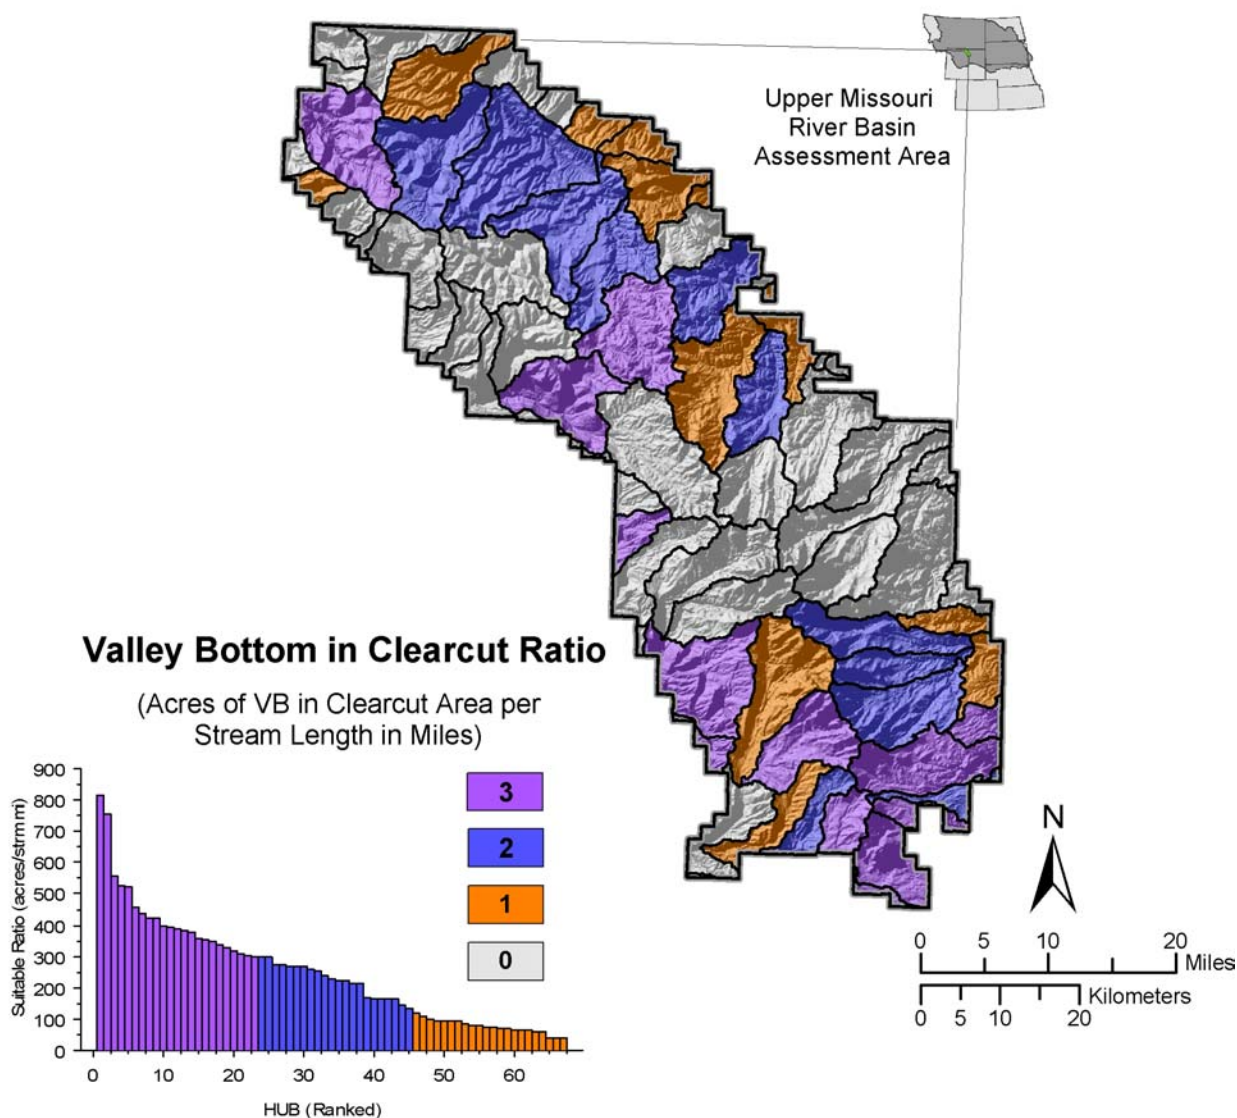 Upper Missouri
River Basin
Assessment Area
Valley Bottom in Clearcut Ratio
(Acres of VB in Clearcut Area per
Stream Length in Miles)
900
800
700
600
500
400
300
200
100
0
Suitable Ratio (acres/strmmi)
0 10 20 30 40 50 60
HUB (Ranked)
3
2
1
0
N
0 5 10 20
Miles
Kilometers
0 5 10 20